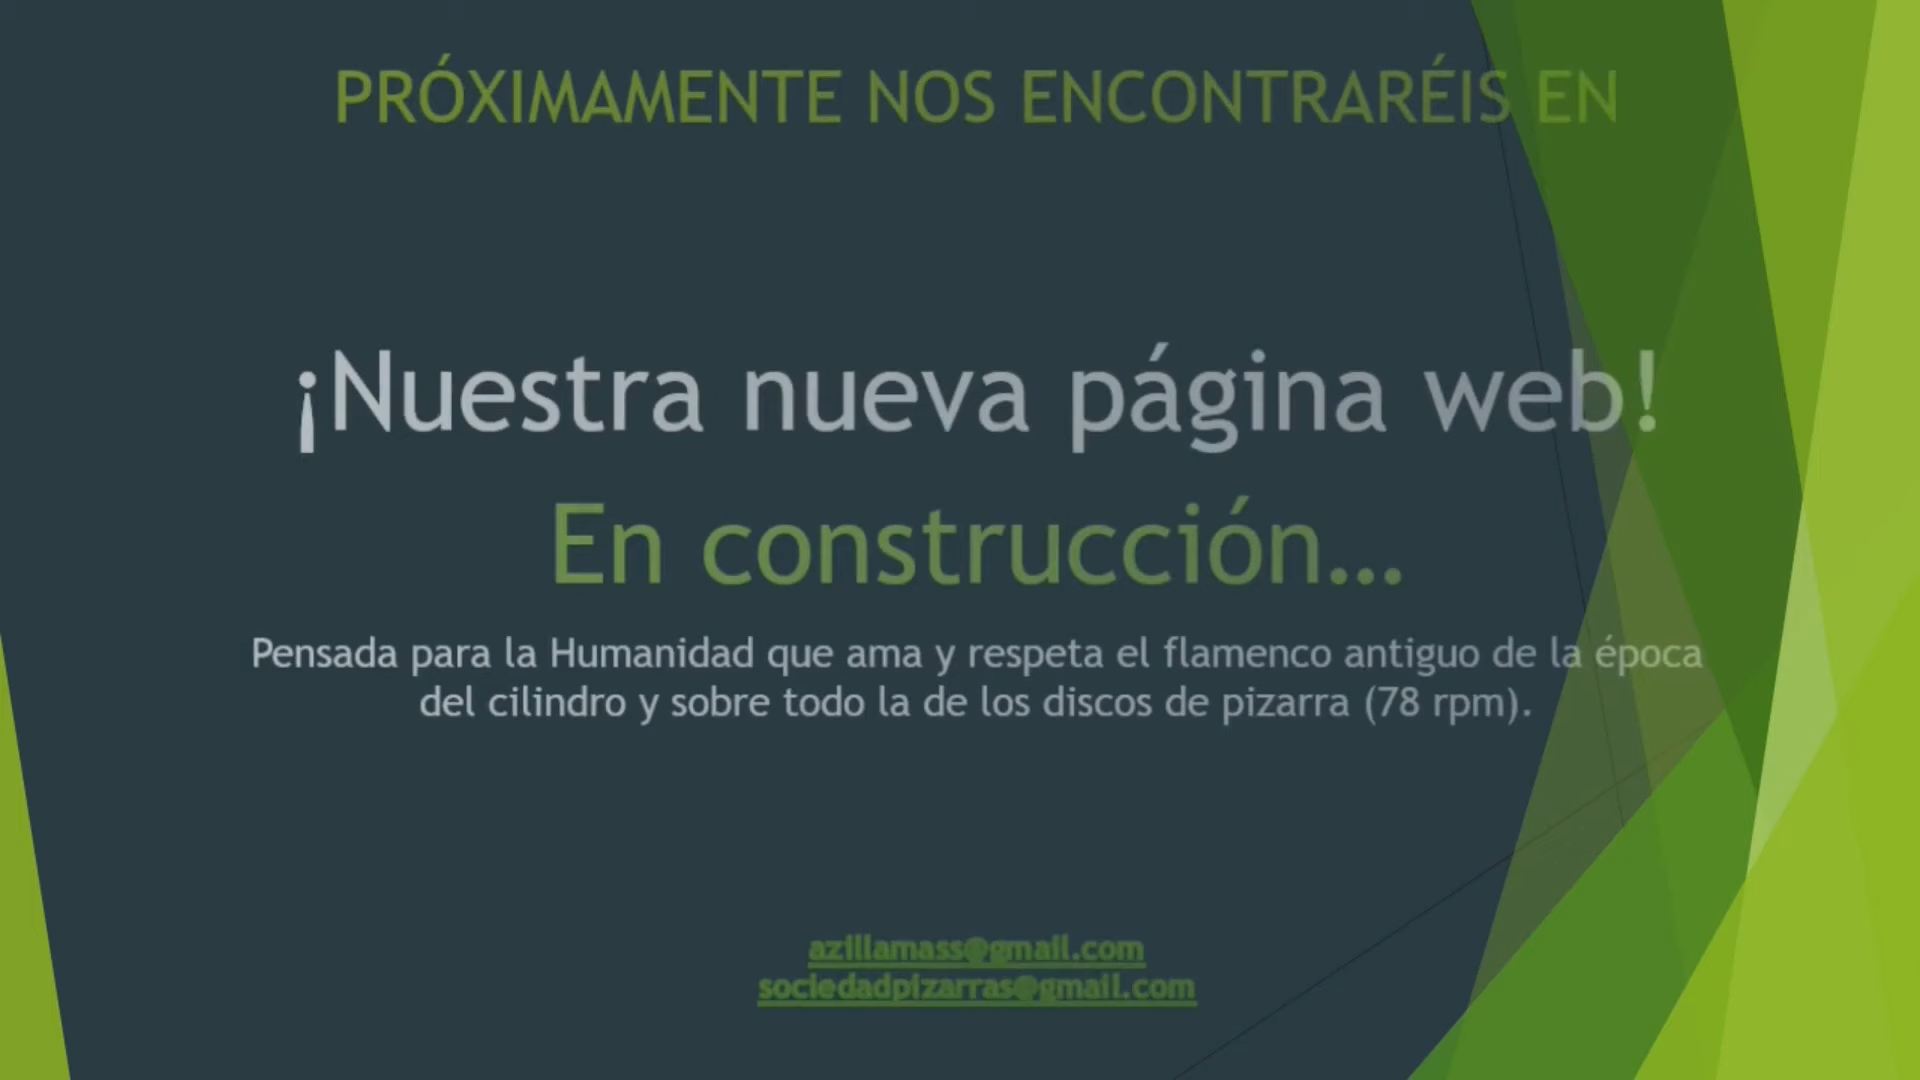 PRÓXIMAMENTE NOS ENCONTRARÉIS EN
¡Nuestra nueva página web!
En construcción...
Pensada para la Humanidad que ama y respeta el flamenco antiguo de la época
del cilindro y sobre todo la de los discos de pizarra (78 rpm).
azillamass@gmail.com
sociedadpizarras@gmail.com